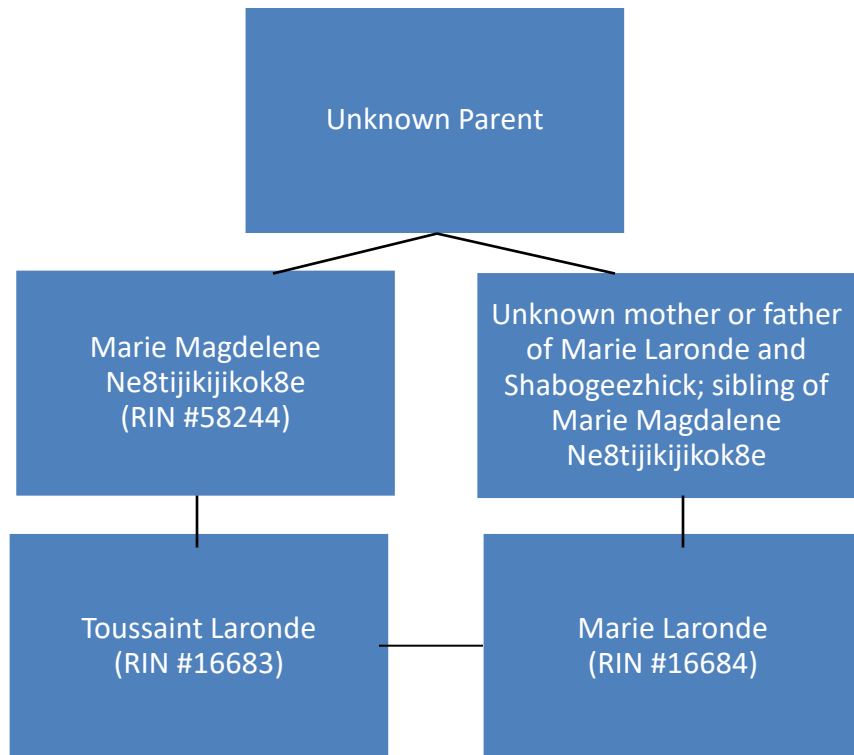 Unknown Parent
Marie Magdelene
Ne8tijikijikok8e
(RIN #58244)
Unknown mother or father
of Marie Laronde and
Shabogeezhick; sibling of
Marie Magdalene
Ne8tijikijikok8e
Toussaint Laronde
(RIN #16683)
Marie Laronde
(RIN #16684)